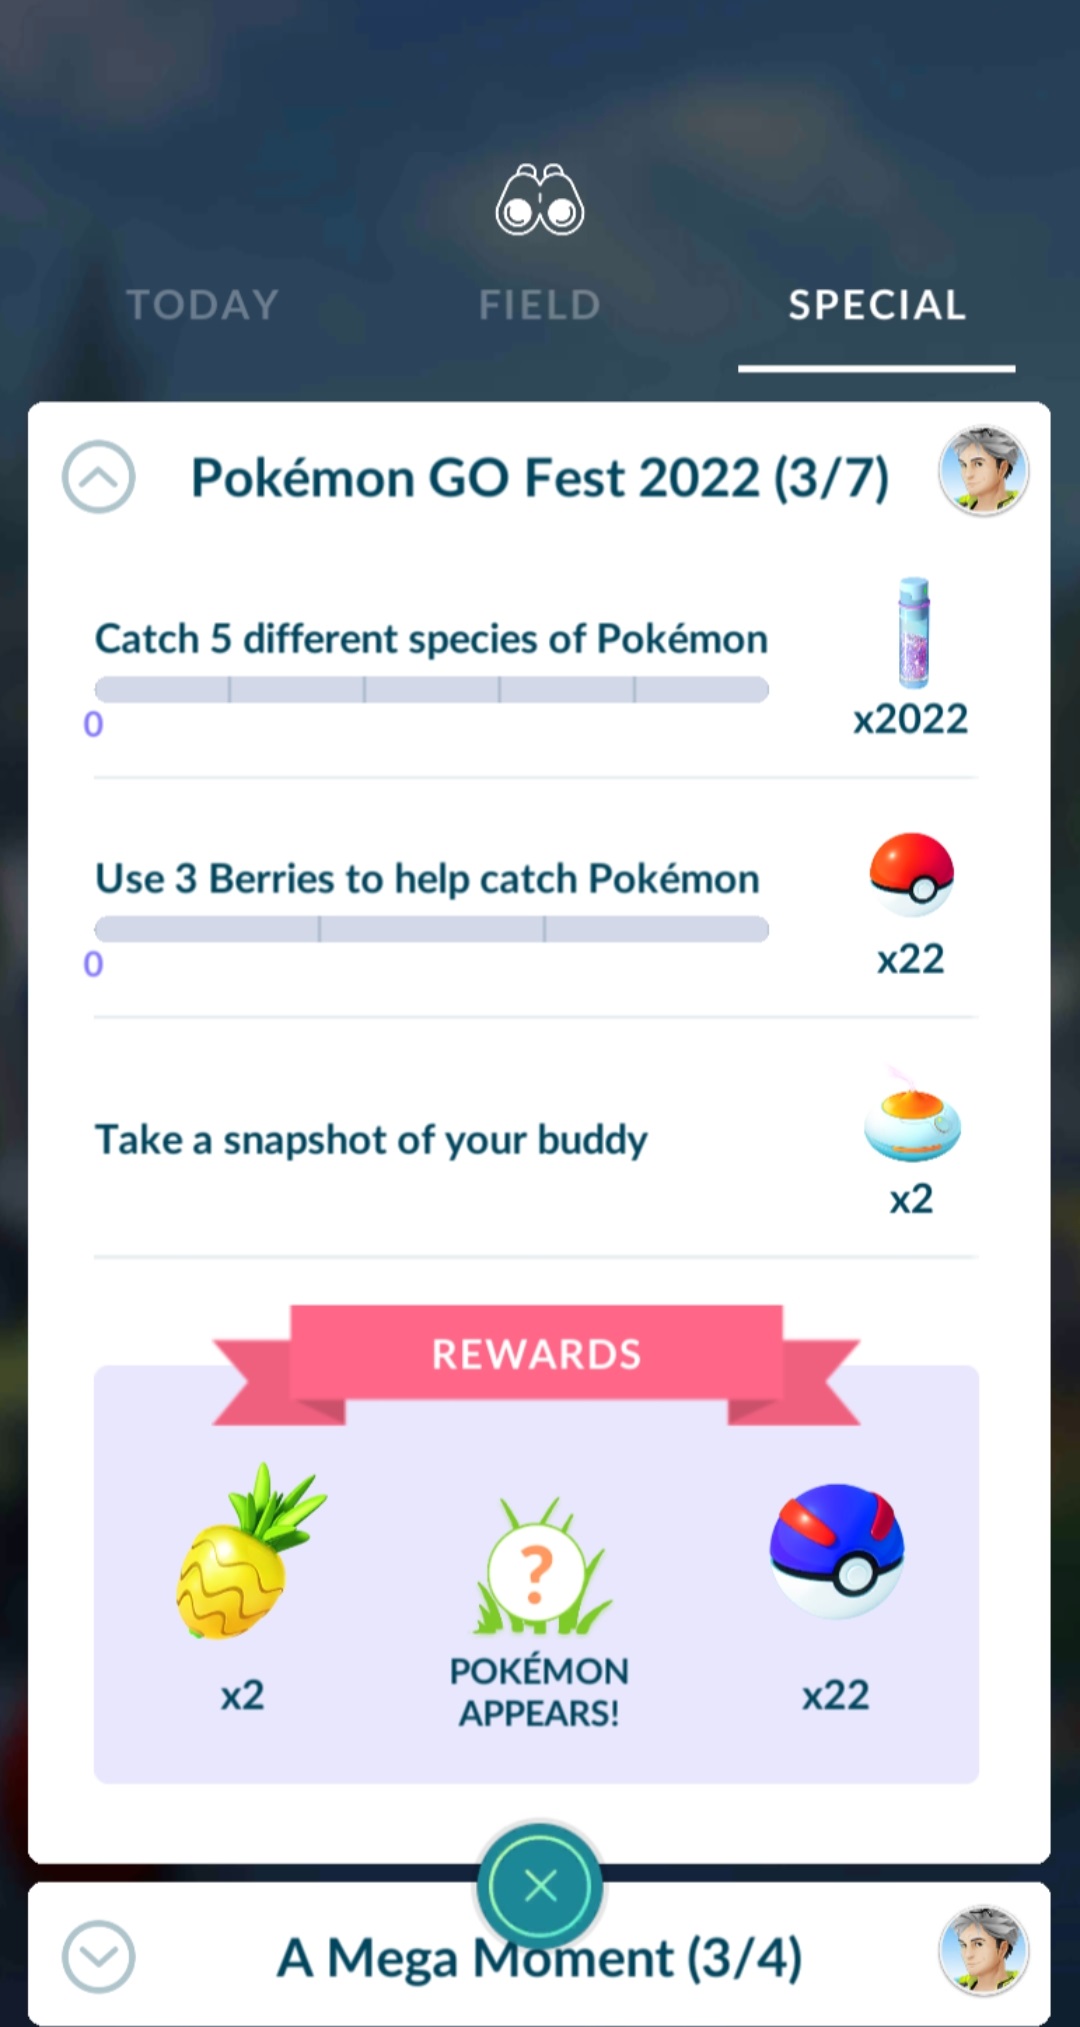 TODAY FIELD SPECIAL
Pokémon GO Fest 2022 (3/7)
Catch 5 different species of Pokémon
0
x2022
Use 3 Berries to help catch Pokémon
0
x22
Take a snapshot of your buddy
x2
REWARDS
?
POKÉMON
APPEARS!
x2
x22
A Mega Moment (3/4)